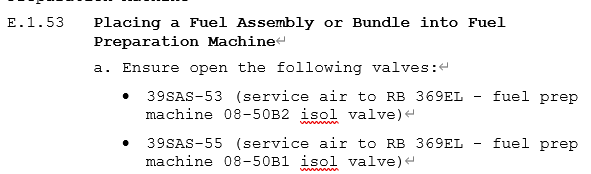 E.1.53 Placing a Fuel Assembly or Bundle into Fuel
Preparation Machine↵
a. Ensure open the following valves:↵
• 39SAS-53 (service air to RB 369EL - fuel prep
machine 08-50B2 isol valve)↵
• 39SAS-55 (service air to RB 369EL - fuel prep
machine 08-50B1 isol valve)↵